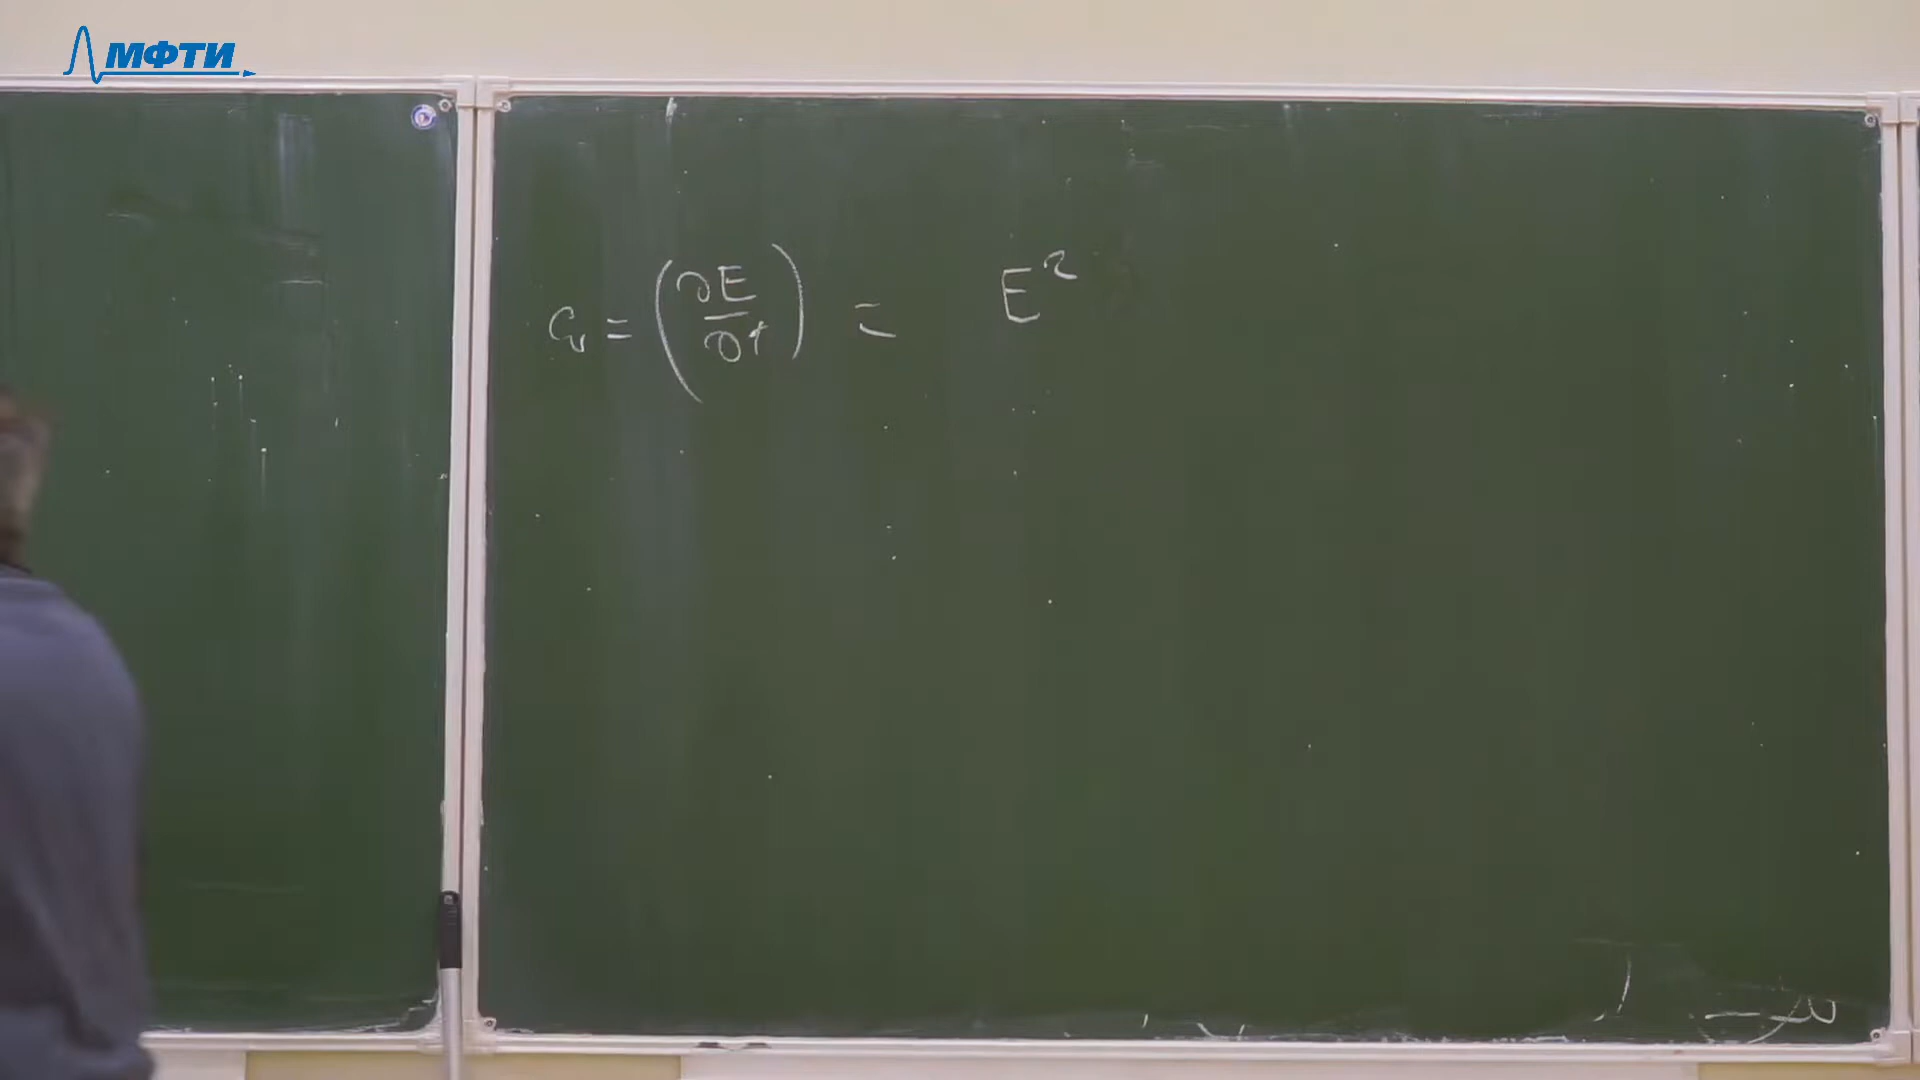 МФТИ
C_v = (∂E/∂T) = E²